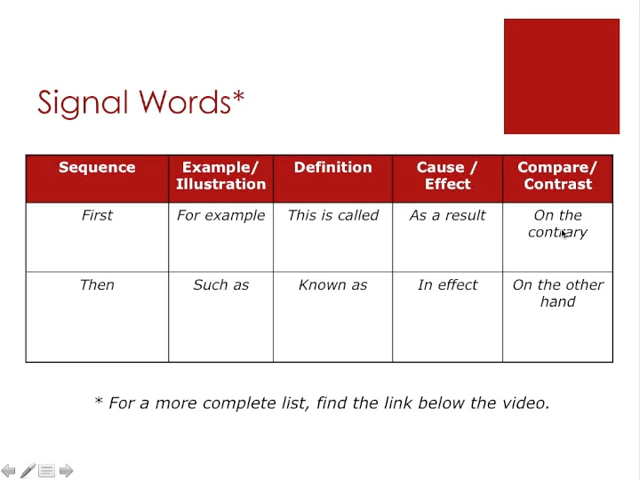 Signal Words*
Sequence
Example/
Illustration
Definition
Cause /
Effect
Compare/
Contrast
First
For example
This is called
As a result
On the
contrary
Then
Such as
Known as
In effect
On the other
hand
* For a more complete list, find the link below the video.